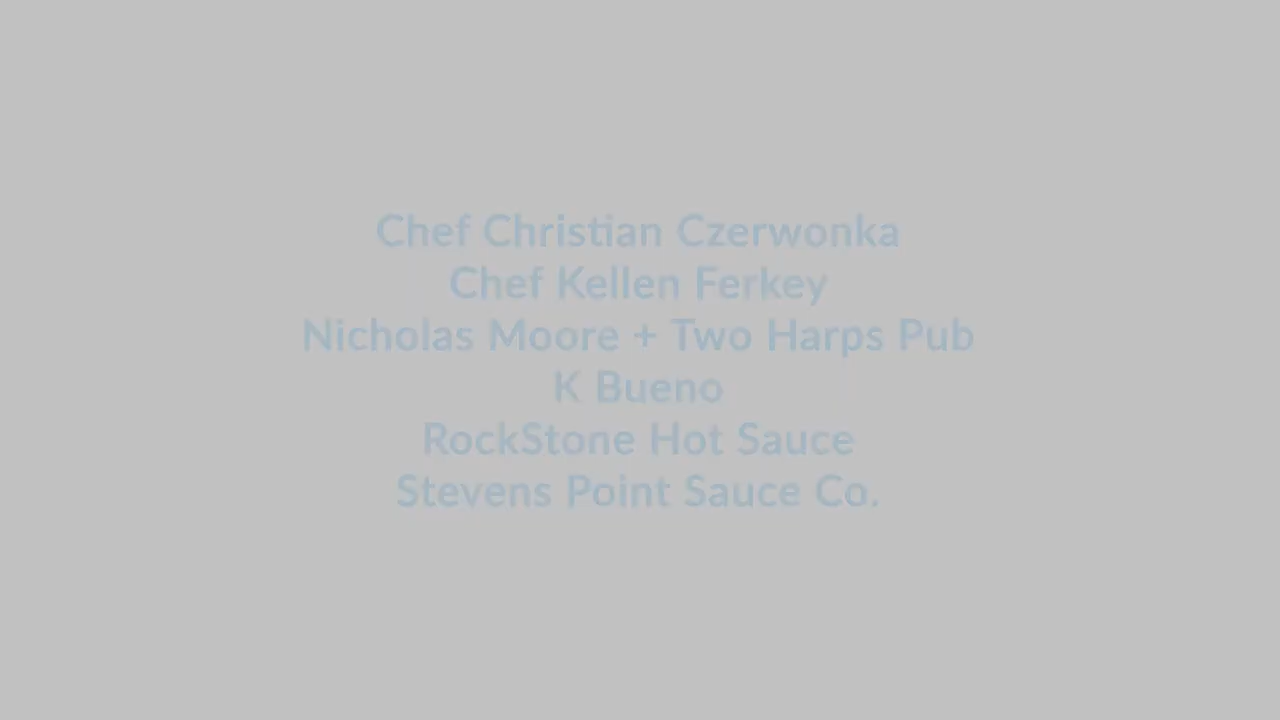 Chef Christian Czerwonka
Chef Kellen Ferkey
Nicholas Moore + Two Harps Pub
K Bueno
RockStone Hot Sauce
Stevens Point Sauce Co.